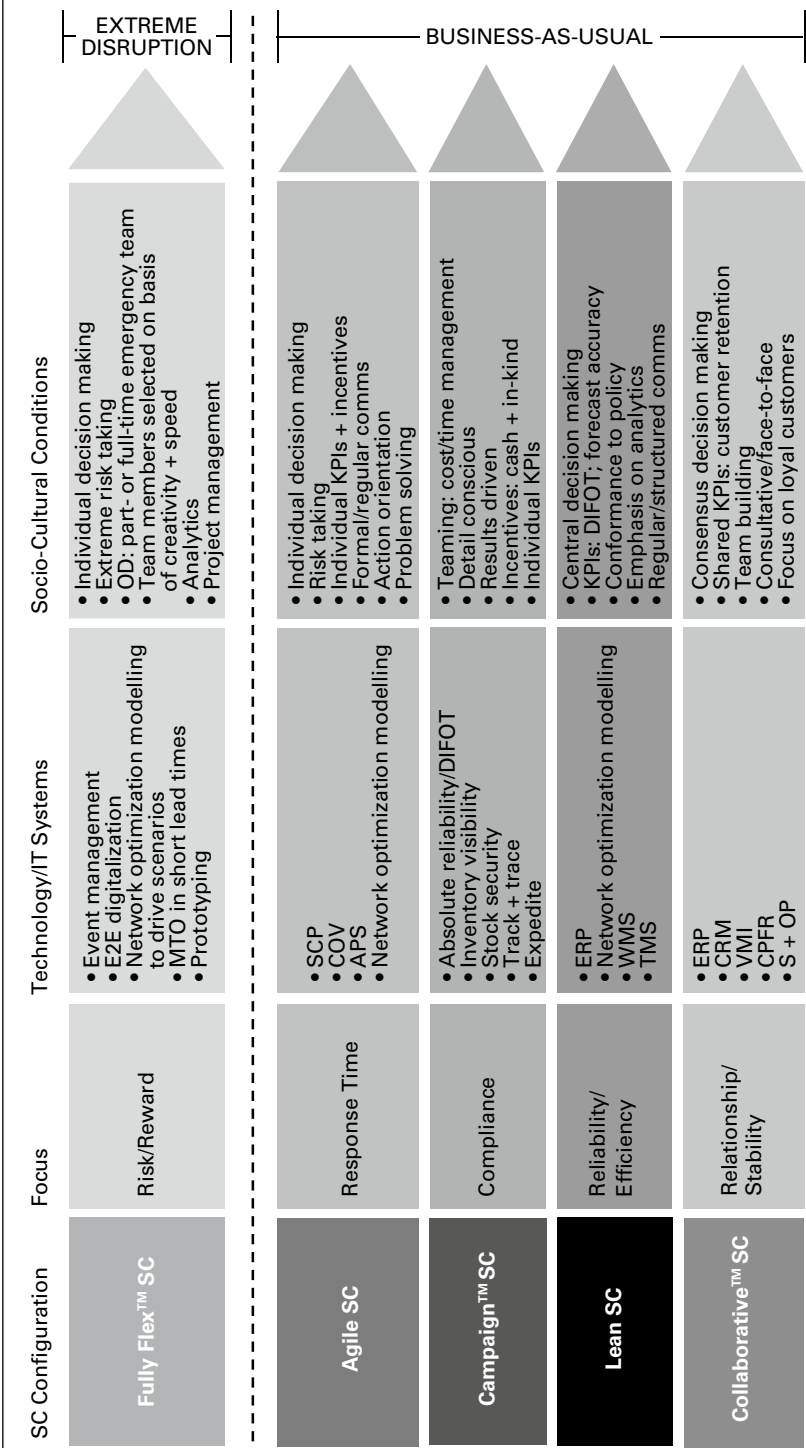 SC Configuration
Focus
Technology/IT Systems
Socio-Cultural Conditions
Fully Flex™ SC
Risk/Reward
• Event management
• E2E digitalization
• Network optimization modelling
to drive scenarios
• MTO in short lead times
• Prototyping
• Individual decision making
• Extreme risk taking
• OD: part- or full-time emergency team
• Team members selected on basis
of creativity + speed
• Analytics
• Project management
EXTREME
DISRUPTION
Agile SC
Response Time
• SCP
• COV
• APS
• Network optimization modelling
• Individual decision making
• Risk taking
• Individual KPIs + incentives
• Formal/regular comms
• Action orientation
• Problem solving
Campaign™ SC
Compliance
• Absolute reliability/DIFOT
• Inventory visibility
• Stock security
• Track + trace
• Expedite
• Teaming: cost/time management
• Detail conscious
• Results driven
• Incentives: cash + in-kind
• Individual KPIs
Lean SC
Reliability/
Efficiency
• ERP
• Network optimization modelling
• WMS
• TMS
• Central decision making
• KPIs: DIFOT; forecast accuracy
• Conformance to policy
• Emphasis on analytics
• Regular/structured comms
Collaborative™ SC
Relationship/
Stability
• ERP
• CRM
• VMI
• CPFR
• S + OP
• Consensus decision making
• Shared KPIs: customer retention
• Team building
• Consultative/face-to-face
• Focus on loyal customers
BUSINESS-AS-USUAL